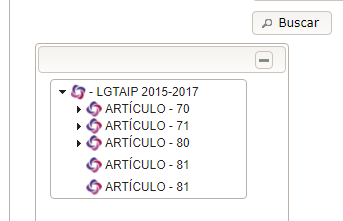 Buscar
- LGTAIP 2015-2017
ARTÍCULO - 70
ARTÍCULO - 71
ARTÍCULO - 80
ARTÍCULO - 81
ARTÍCULO - 81